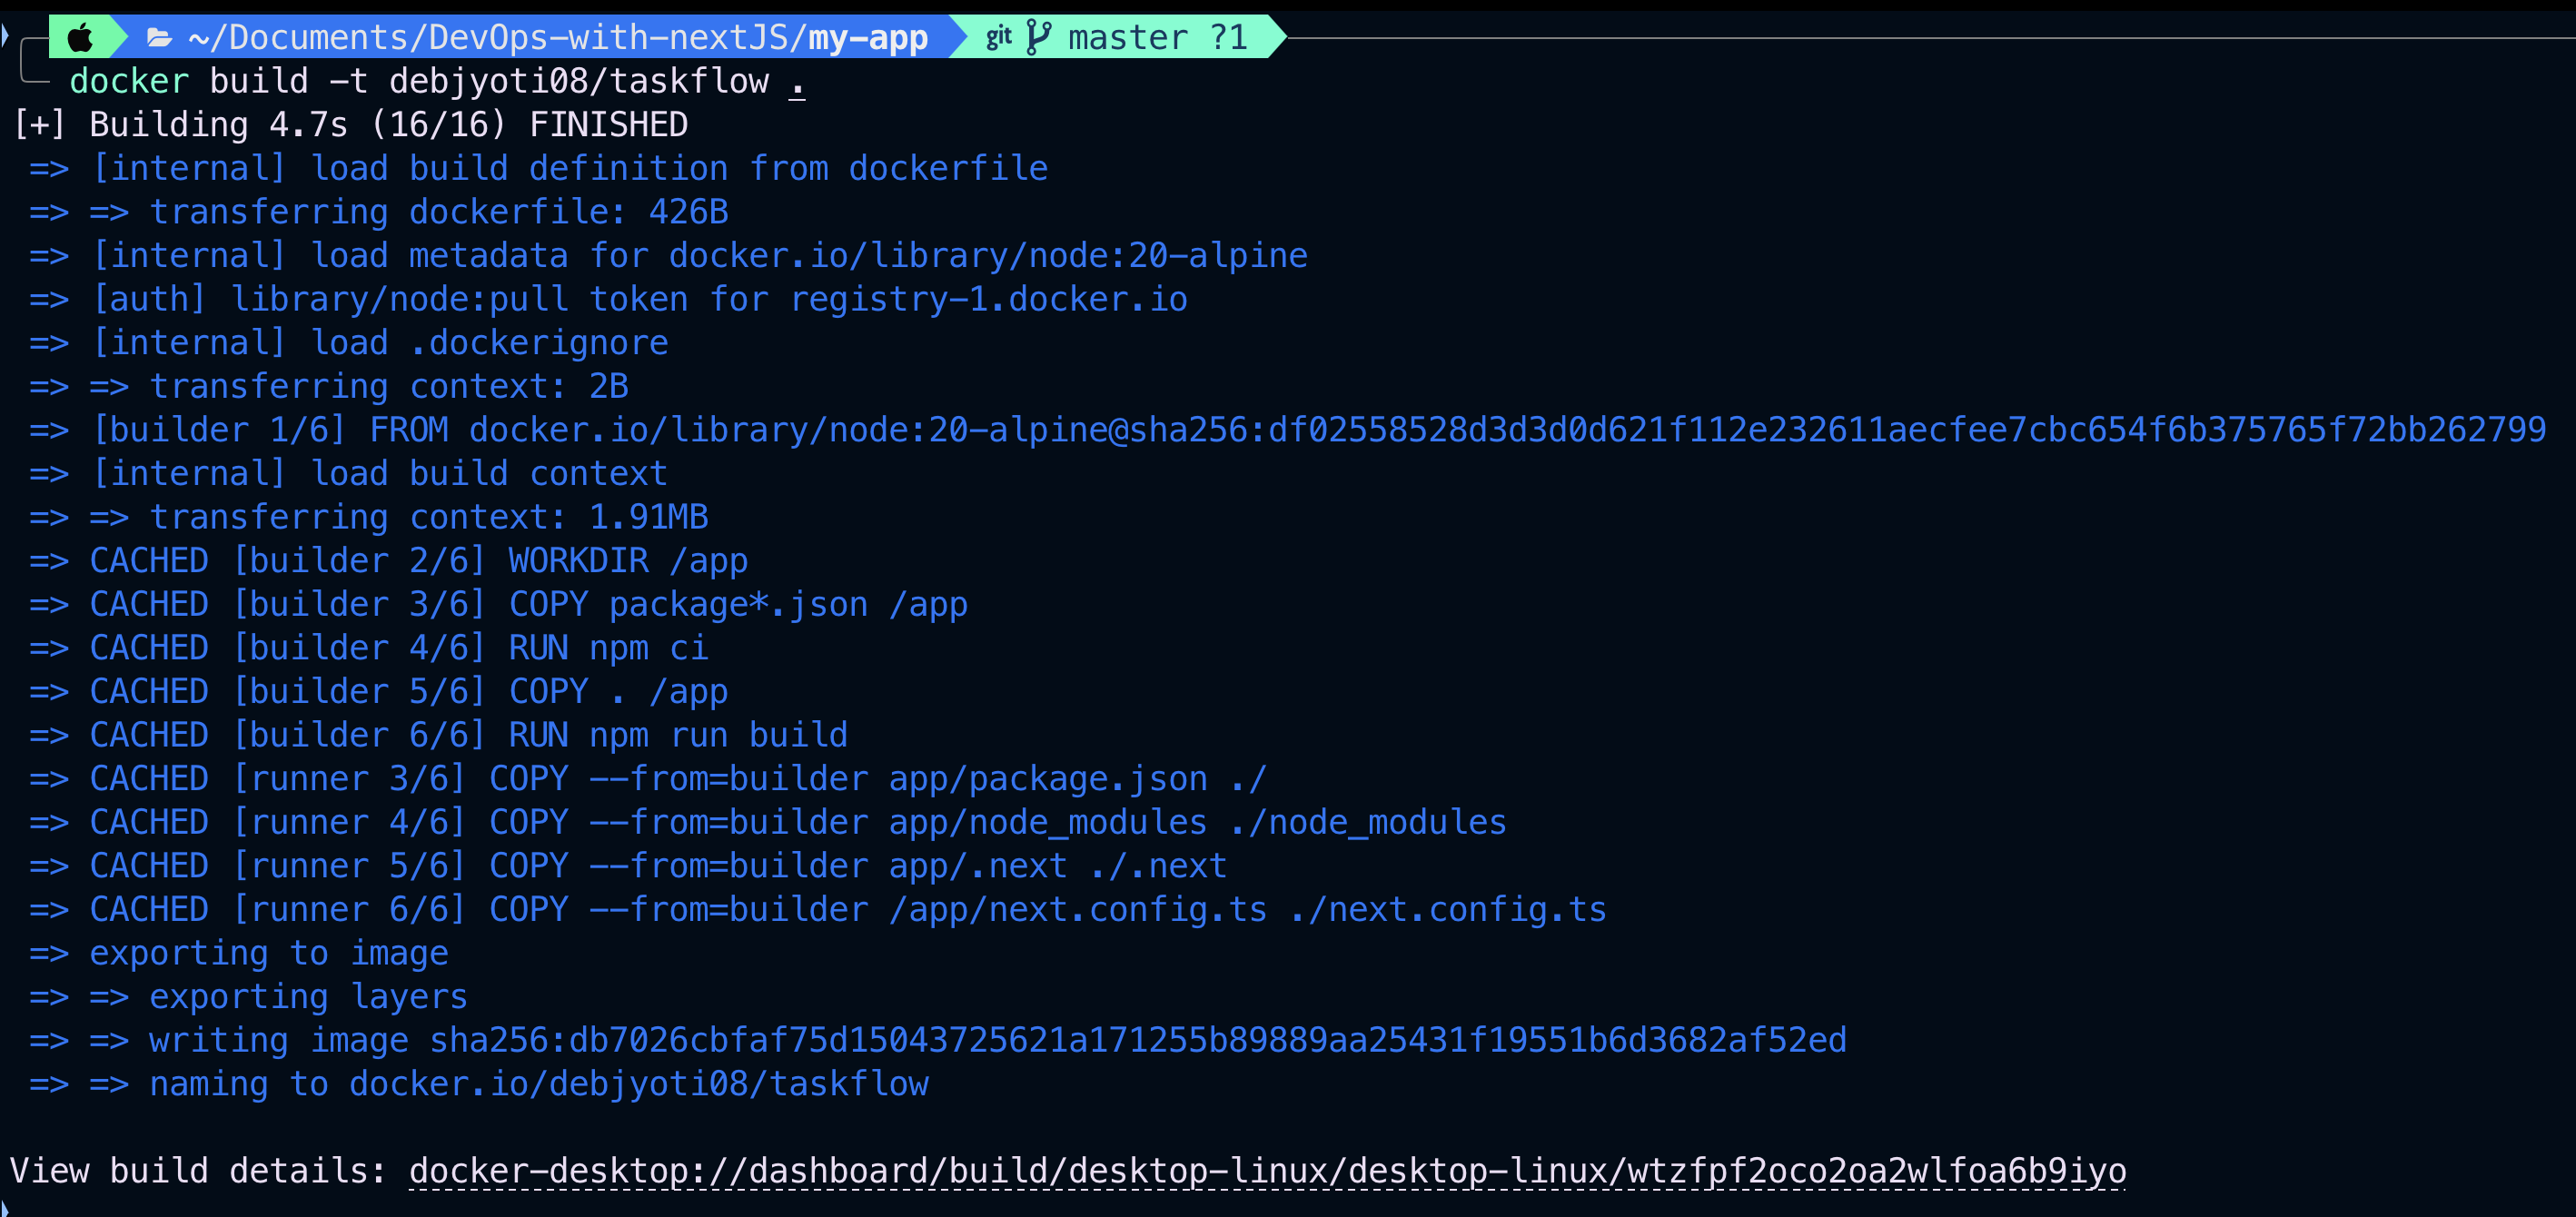 ~/Documents/DevOps-with-nextJS/my-app git master ?1
docker build -t debjyoti08/taskflow .
[+] Building 4.7s (16/16) FINISHED
=> [internal] load build definition from dockerfile
=> => transferring dockerfile: 426B
=> [internal] load metadata for docker.io/library/node:20-alpine
=> [auth] library/node:pull token for registry-1.docker.io
=> [internal] load .dockerignore
=> => transferring context: 2B
=> [builder 1/6] FROM docker.io/library/node:20-alpine@sha256:df02558528d3d3d0d621f112e232611aecfee7cbc654f6b375765f72bb262799
=> [internal] load build context
=> => transferring context: 1.91MB
=> CACHED [builder 2/6] WORKDIR /app
=> CACHED [builder 3/6] COPY package*.json /app
=> CACHED [builder 4/6] RUN npm ci
=> CACHED [builder 5/6] COPY . /app
=> CACHED [builder 6/6] RUN npm run build
=> CACHED [runner 3/6] COPY --from=builder app/package.json ./
=> CACHED [runner 4/6] COPY --from=builder app/node_modules ./node_modules
=> CACHED [runner 5/6] COPY --from=builder app/.next ./.next
=> CACHED [runner 6/6] COPY --from=builder /app/next.config.ts ./next.config.ts
=> exporting to image
=> => exporting layers
=> => writing image sha256:db7026cbfaf75d15043725621a171255b89889aa25431f19551b6d3682af52ed
=> => naming to docker.io/debjyoti08/taskflow
View build details: docker-desktop://dashboard/build/desktop-linux/desktop-linux/wtzfpf2oco2oa2wlfoa6b9iyo